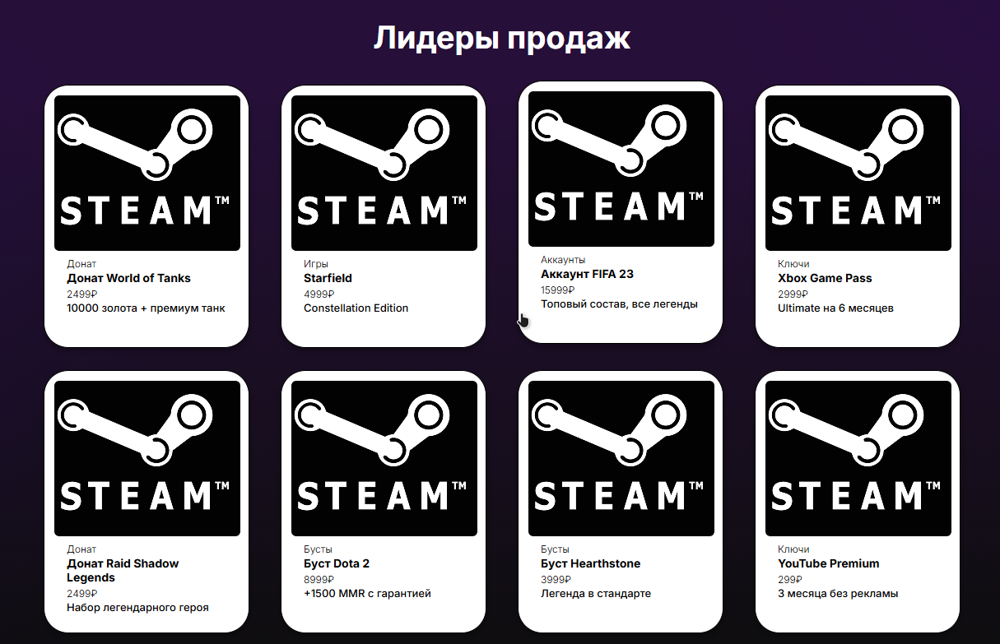 Лидеры продаж
STEAM™
Донат
Донат World of Tanks
2499₽
10000 золота + премиум танк
STEAM™
Игры
Starfield
4999₽
Constellation Edition
STEAM™
Аккаунты
Аккаунт FIFA 23
15999₽
Топовый состав, все легенды
STEAM™
Ключи
Xbox Game Pass
2999₽
Ultimate на 6 месяцев
STEAM™
Донат
Донат Raid Shadow
Legends
2499₽
Набор легендарного героя
STEAM™
Бусты
Буст Dota 2
8999₽
+1500 MMR с гарантией
STEAM™
Бусты
Буст Hearthstone
3999₽
Легенда в стандарте
STEAM™
Ключи
YouTube Premium
299₽
3 месяца без рекламы